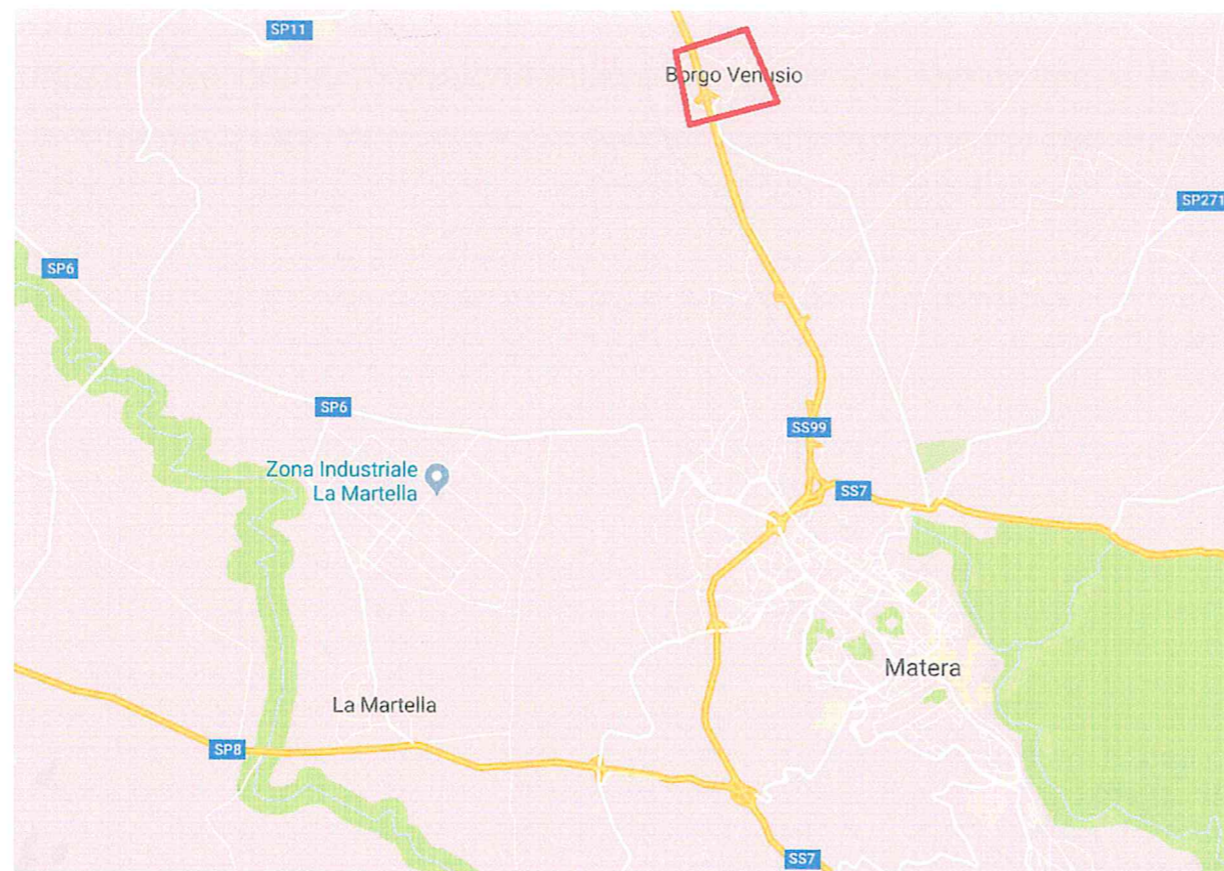 SP11
Borgo Venusio
SP271
SP6
SP6
SS99
Zona Industriale
La Martella
SS7
Matera
La Martella
SP8
SS7